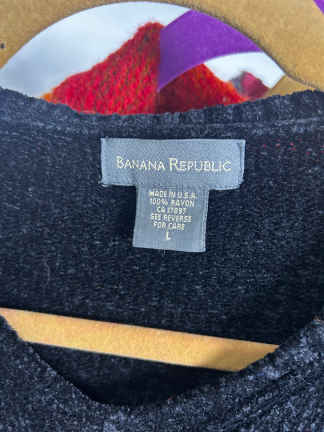 BANANA REPUBLIC
MADE IN U.S.A.
100% RAYON
CA 17897
SEE REVERSE
FOR CARE
L